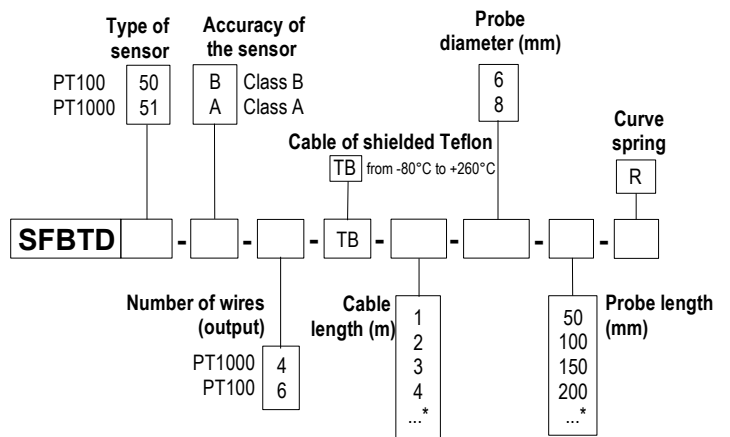 Type of
sensor
PT100 50
PT1000 51
Accuracy of
the sensor
B Class B
A Class A
Probe
diameter (mm)
6
8
Cable of shielded Teflon
TB from -80°C to +260°C
Curve
spring
R
SFBTD - - - TB - - - -
Number of wires
(output)
PT1000 4
PT100 6
Cable
length (m)
1
2
3
4
...*
Probe length
(mm)
50
100
150
200
...*